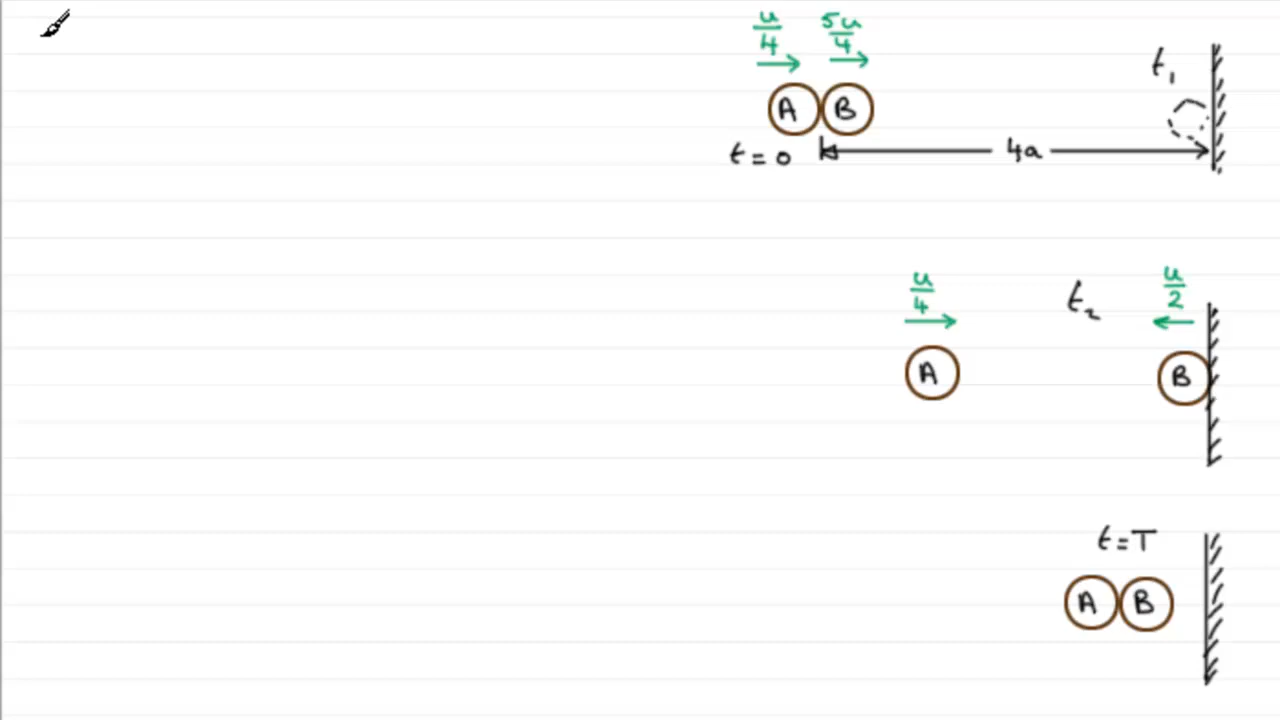 u/4 5u/4
t₁
A B
t = 0 4a
u/4 t₂ u/2
A B
t = T
A B